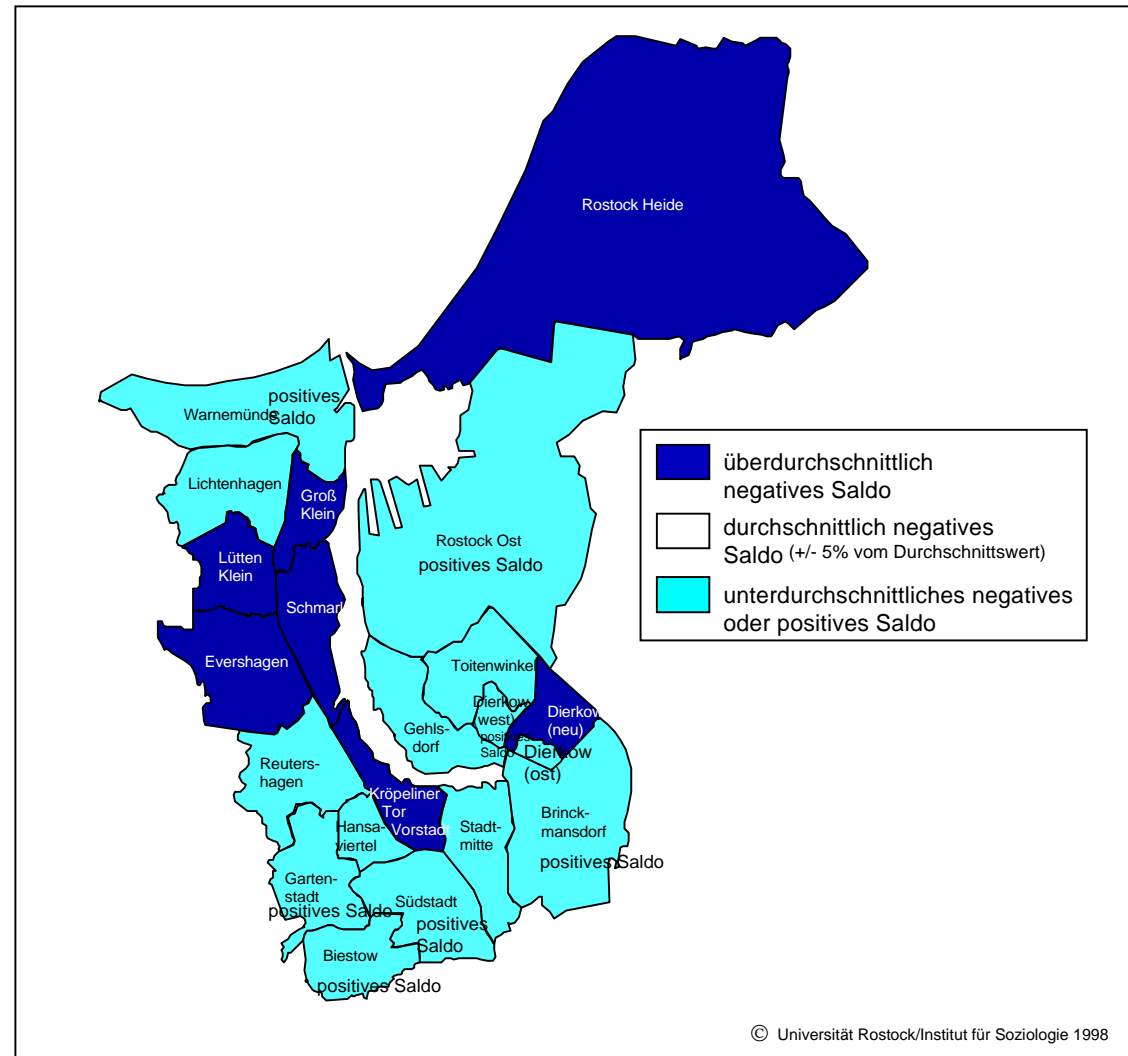 Rostock Heide
positives
Saldo
Warnemünde
Lichtenhagen
Groß
Klein
Lütten
Klein
Schmarl
Evershagen
Rostock Ost
positives Saldo
Toitenwinkel
Dierkow
(west)
positives
Saldo
Dierkow
(neu)
Dierkow
(ost)
Gehls-
dorf
Reuters-
hagen
Kröpeliner
Tor
Vorstadt
Hansa-
viertel
Stadt-
mitte
Brinck-
mansdorf
positives Saldo
Garten-
stadt
positives Saldo
Südstadt
positives
Saldo
Biestow
positives Saldo
überdurchschnittlich
negatives Saldo
durchschnittlich negatives
Saldo (+/- 5% vom Durchschnittswert)
unterdurchschnittliches negatives
oder positives Saldo
© Universität Rostock/Institut für Soziologie 1998